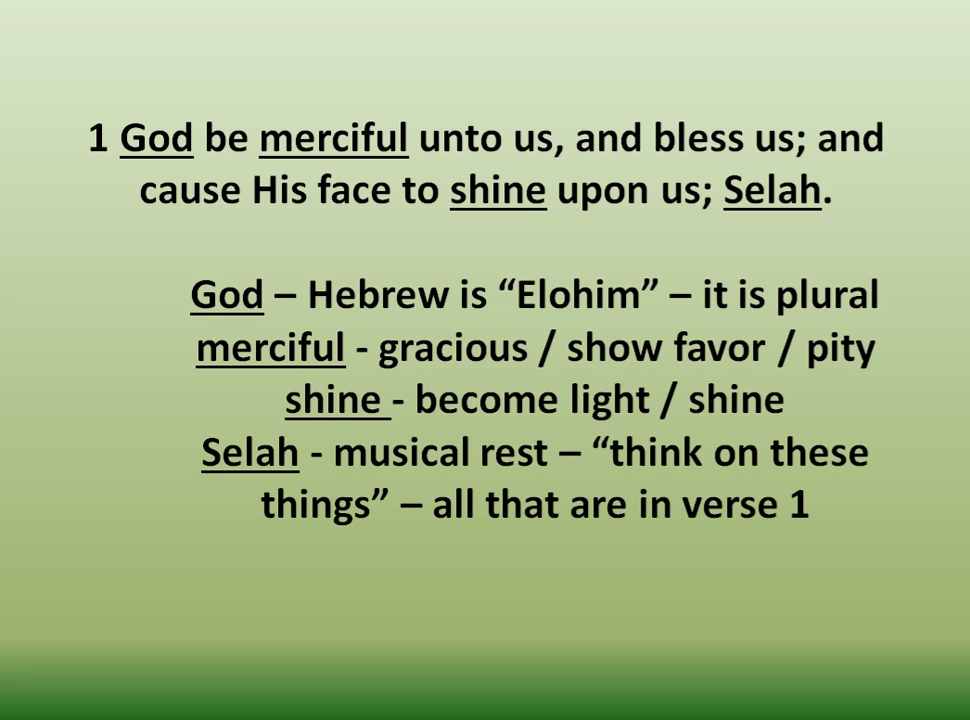 1 God be merciful unto us, and bless us; and
cause His face to shine upon us; Selah.
God – Hebrew is “Elohim” – it is plural
merciful - gracious / show favor / pity
shine - become light / shine
Selah - musical rest – “think on these
things” – all that are in verse 1